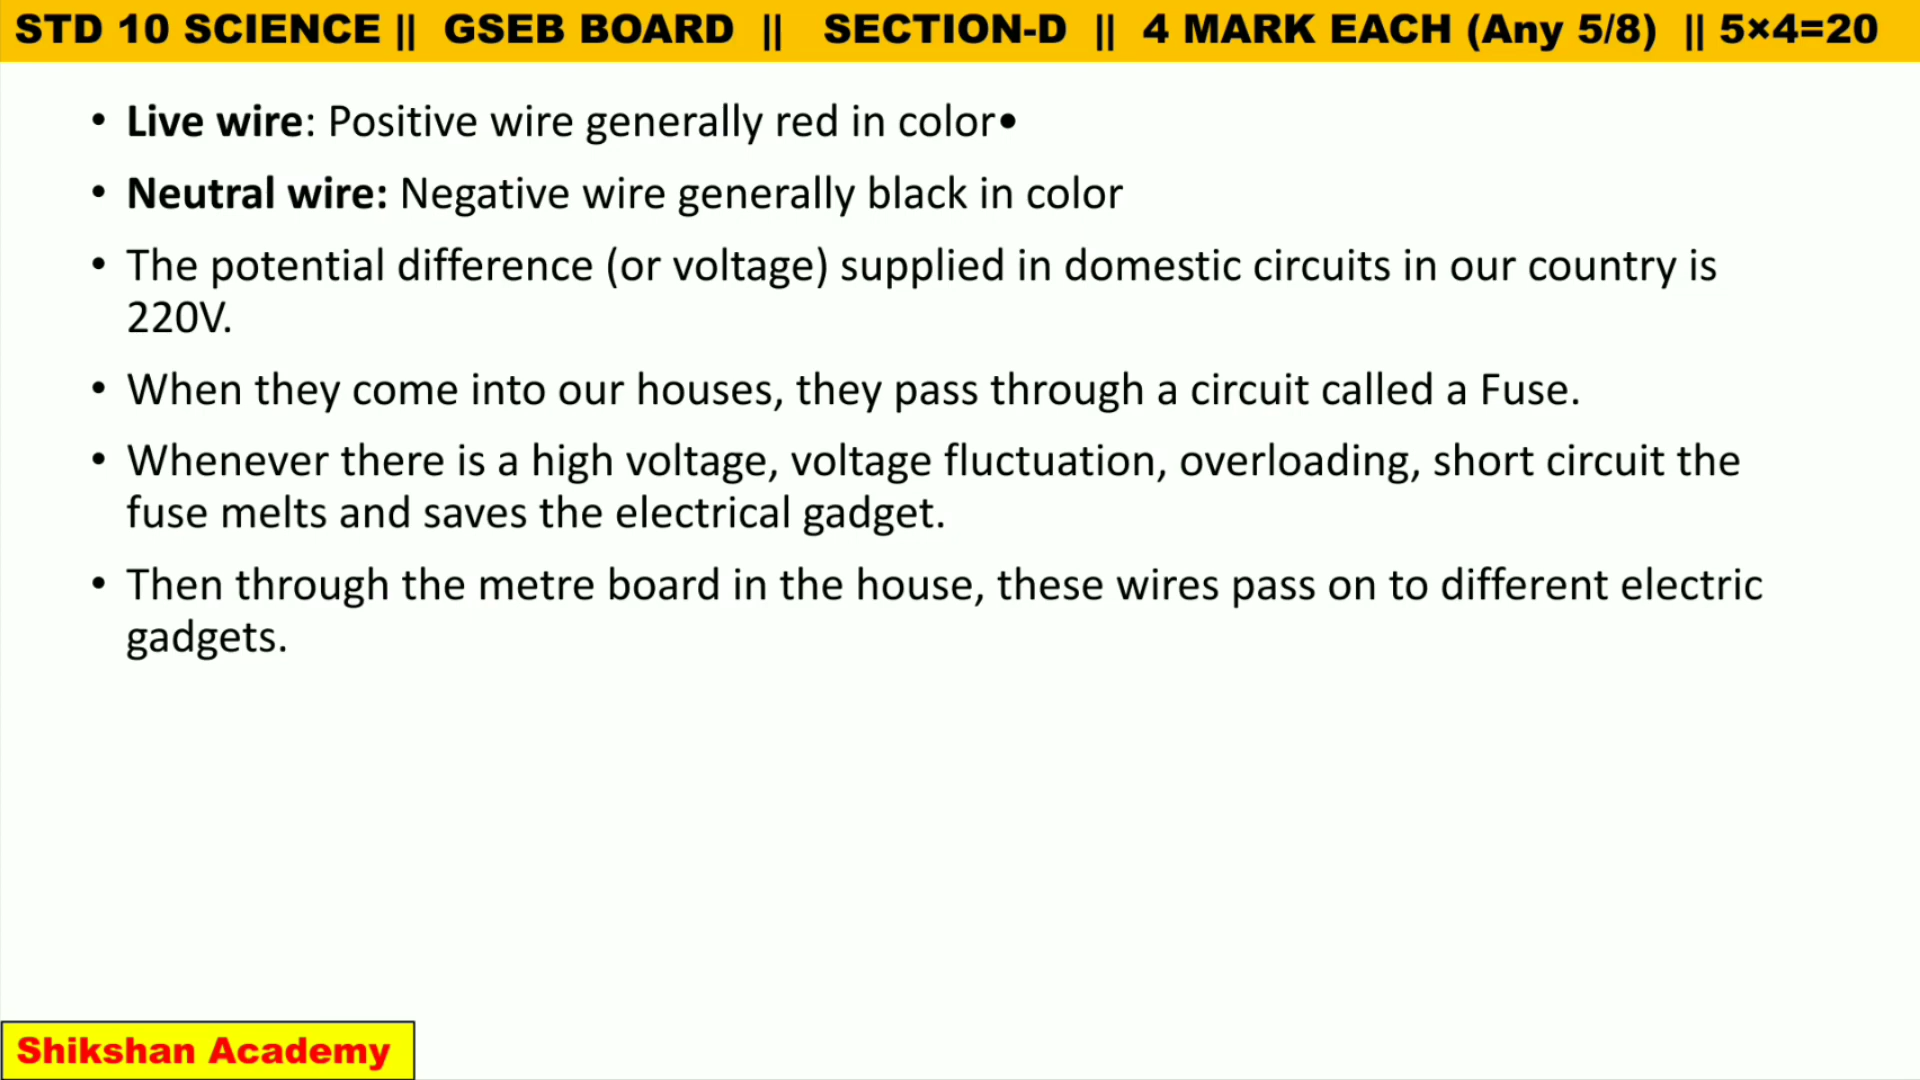 STD 10 SCIENCE || GSEB BOARD || SECTION-D || 4 MARK EACH (Any 5/8) || 5×4=20
• Live wire: Positive wire generally red in color•
• Neutral wire: Negative wire generally black in color
• The potential difference (or voltage) supplied in domestic circuits in our country is
220V.
• When they come into our houses, they pass through a circuit called a Fuse.
• Whenever there is a high voltage, voltage fluctuation, overloading, short circuit the
fuse melts and saves the electrical gadget.
• Then through the metre board in the house, these wires pass on to different electric
gadgets.
Shikshan Academy